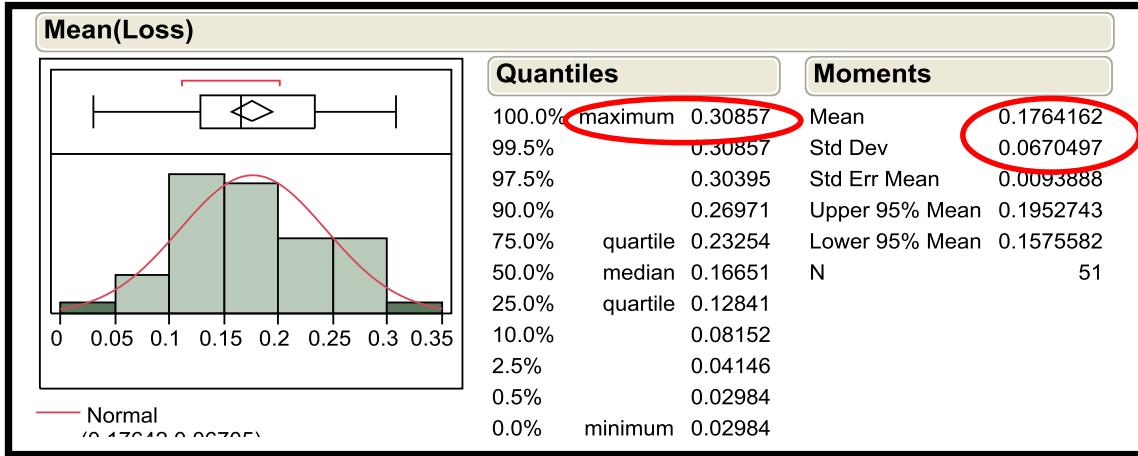 Mean(Loss)
0 0.05 0.1 0.15 0.2 0.25 0.3 0.35
Normal
(0.17642,0.06705)
Quantiles
100.0% maximum 0.30857
99.5% 0.30857
97.5% 0.30395
90.0% 0.26971
75.0% quartile 0.23254
50.0% median 0.16651
25.0% quartile 0.12841
10.0% 0.08152
2.5% 0.04146
0.5% 0.02984
0.0% minimum 0.02984
Moments
Mean 0.1764162
Std Dev 0.0670497
Std Err Mean 0.0093888
Upper 95% Mean 0.1952743
Lower 95% Mean 0.1575582
N 51